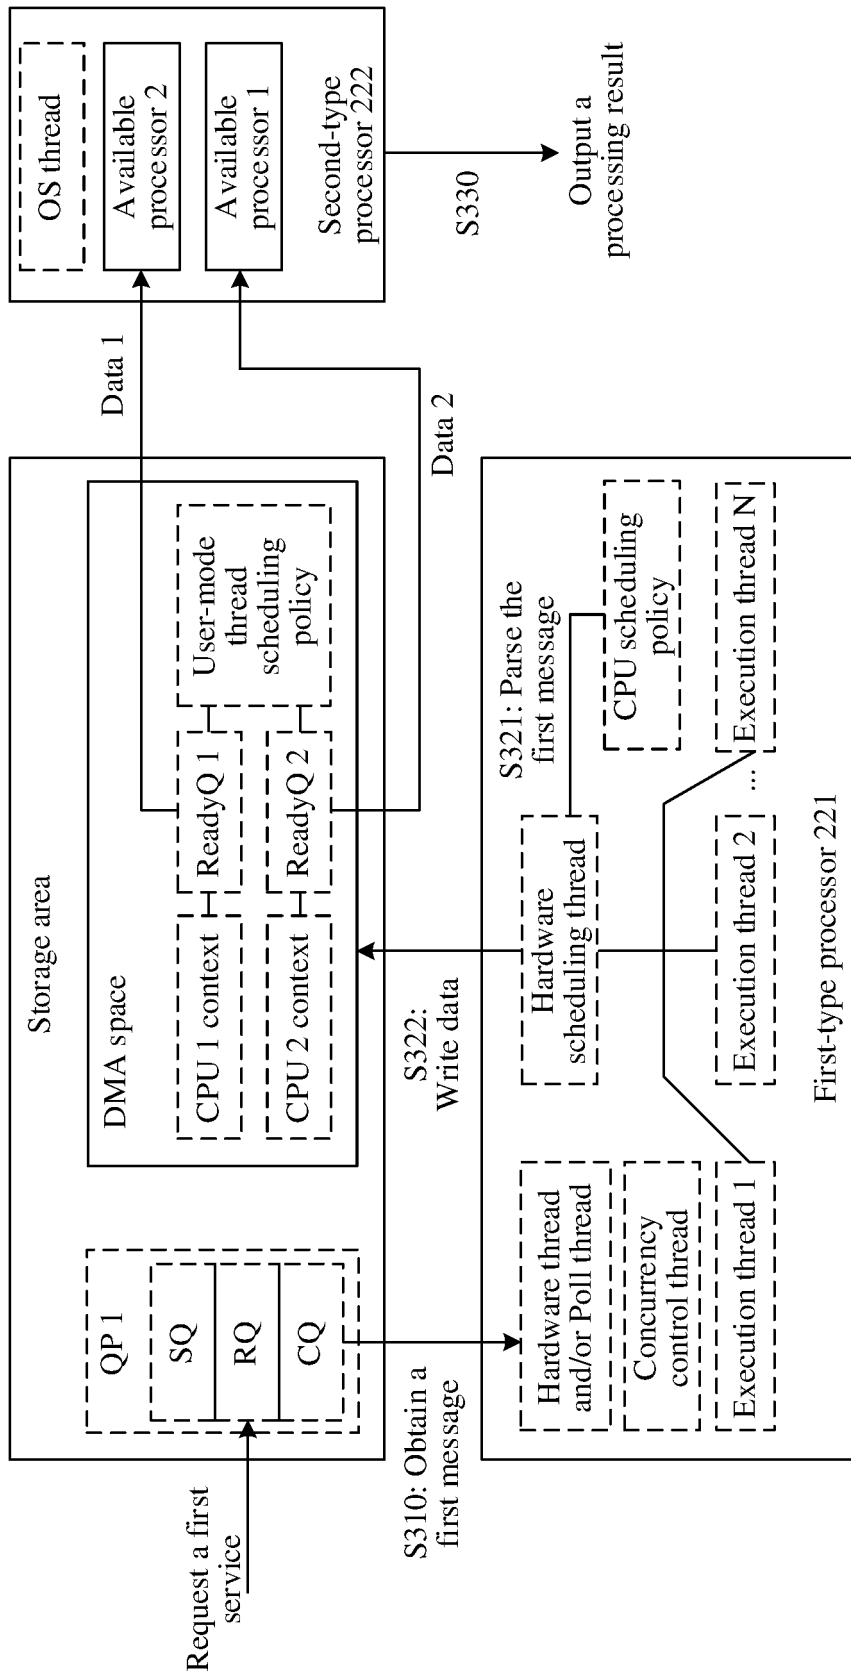 Request a first
service
Storage area
QP 1
SQ
RQ
CQ
DMA space
CPU 1 context
CPU 2 context
ReadyQ 1
ReadyQ 2
User-mode
thread
scheduling
policy
Data 1
Data 2
OS thread
Available
processor 2
Available
processor 1
Second-type
processor 222
S330
Output a
processing result
S310: Obtain a
first message
S322:
Write data
S321: Parse the
first message
Hardware thread
and/or Poll thread
Concurrency
control thread
Hardware
scheduling thread
CPU scheduling
policy
Execution thread 1
Execution thread 2
...
Execution thread N
First-type processor 221